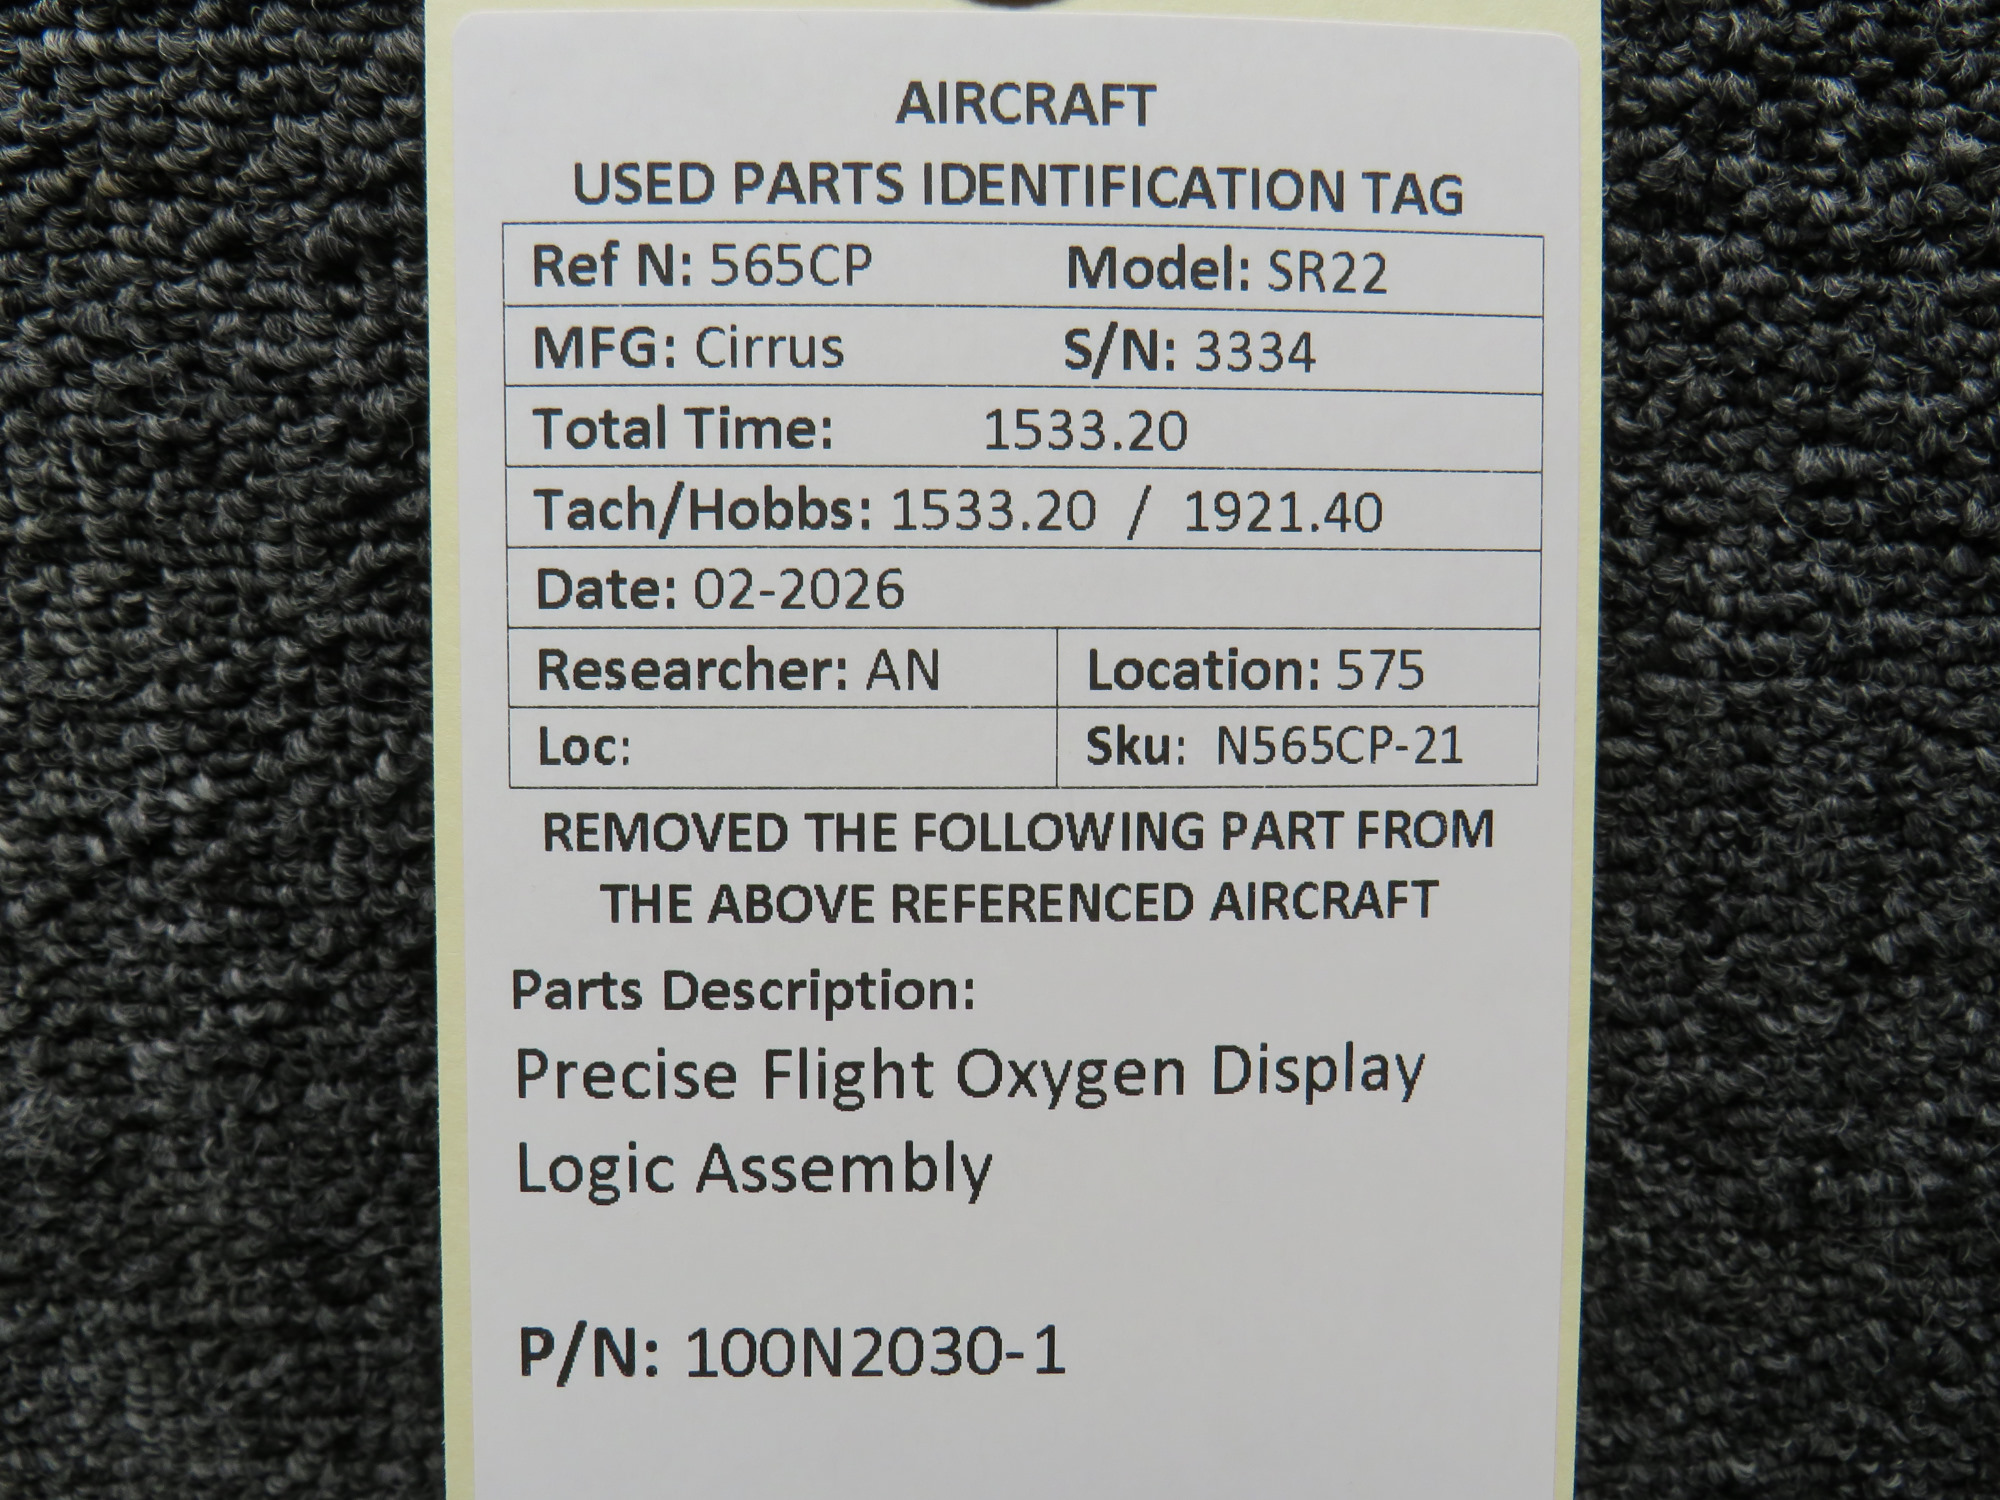 AIRCRAFT
USED PARTS IDENTIFICATION TAG
Ref N: 565CP Model: SR22
MFG: Cirrus S/N: 3334
Total Time: 1533.20
Tach/Hobbs: 1533.20 / 1921.40
Date: 02-2026
Researcher: AN Location: 575
Loc: Sku: N565CP-21
REMOVED THE FOLLOWING PART FROM
THE ABOVE REFERENCED AIRCRAFT
Parts Description:
Precise Flight Oxygen Display
Logic Assembly
P/N: 100N2030-1